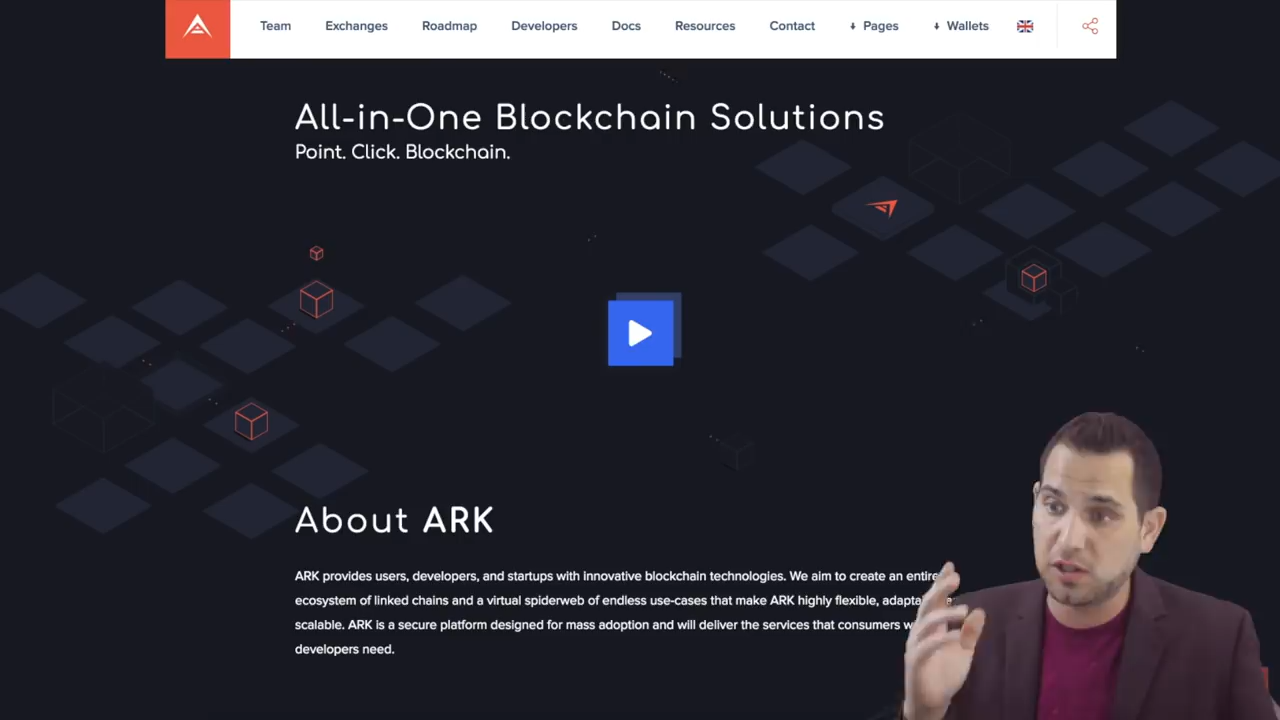 Team Exchanges Roadmap Developers Docs Resources Contact Pages Wallets
All-in-One Blockchain Solutions
Point. Click. Blockchain.
About ARK
ARK provides users, developers, and startups with innovative blockchain technologies. We aim to create an entire
ecosystem of linked chains and a virtual spiderweb of endless use-cases that make ARK highly flexible,
scalable. ARK is a secure platform designed for mass adoption and will deliver the services that consumers
developers need.